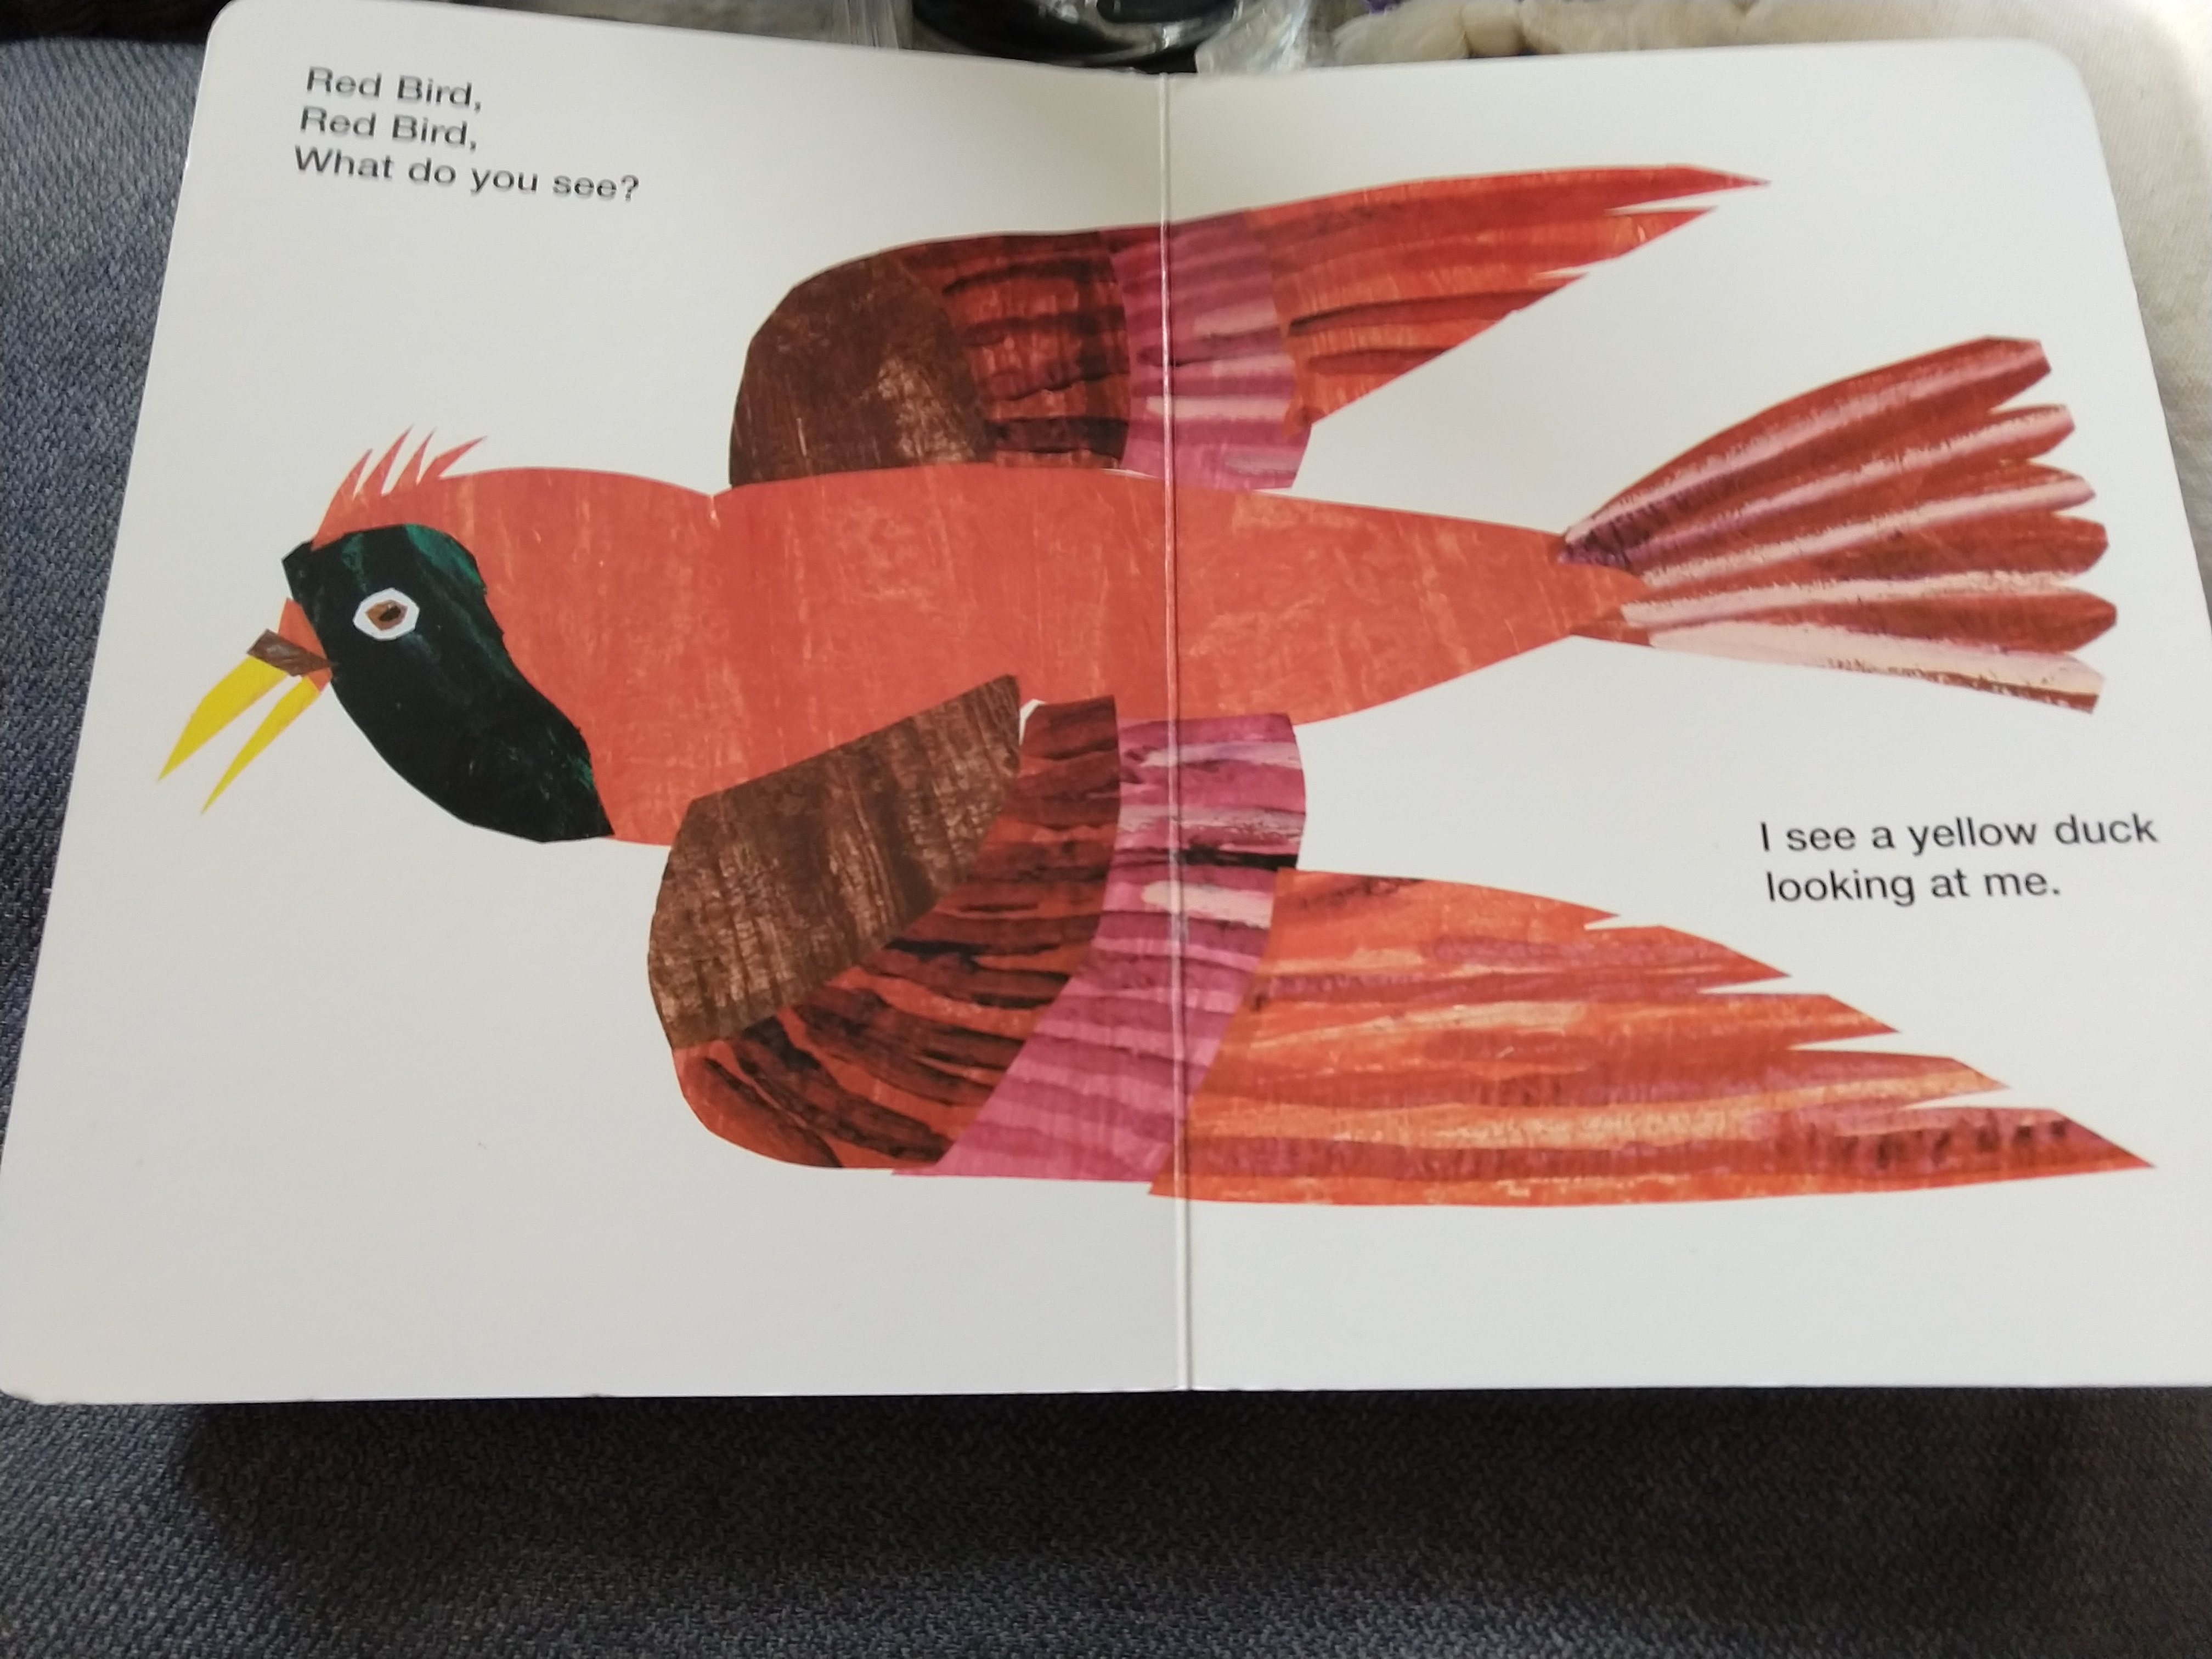 Red Bird,
Red Bird,
What do you see?
I see a yellow duck
looking at me.